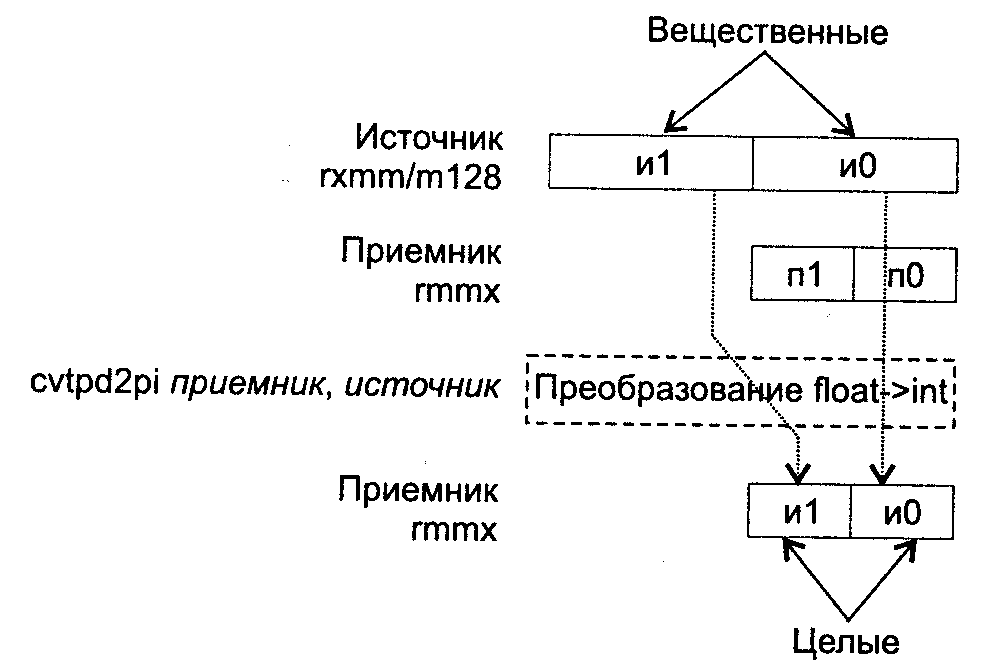 Вещественные
Источник
rxmm/m128
и1 и0
Приемник
rmmx
п1 п0
cvtpd2pi приемник, источник
Преобразование float->int
Приемник
rmmx
и1 и0
Целые